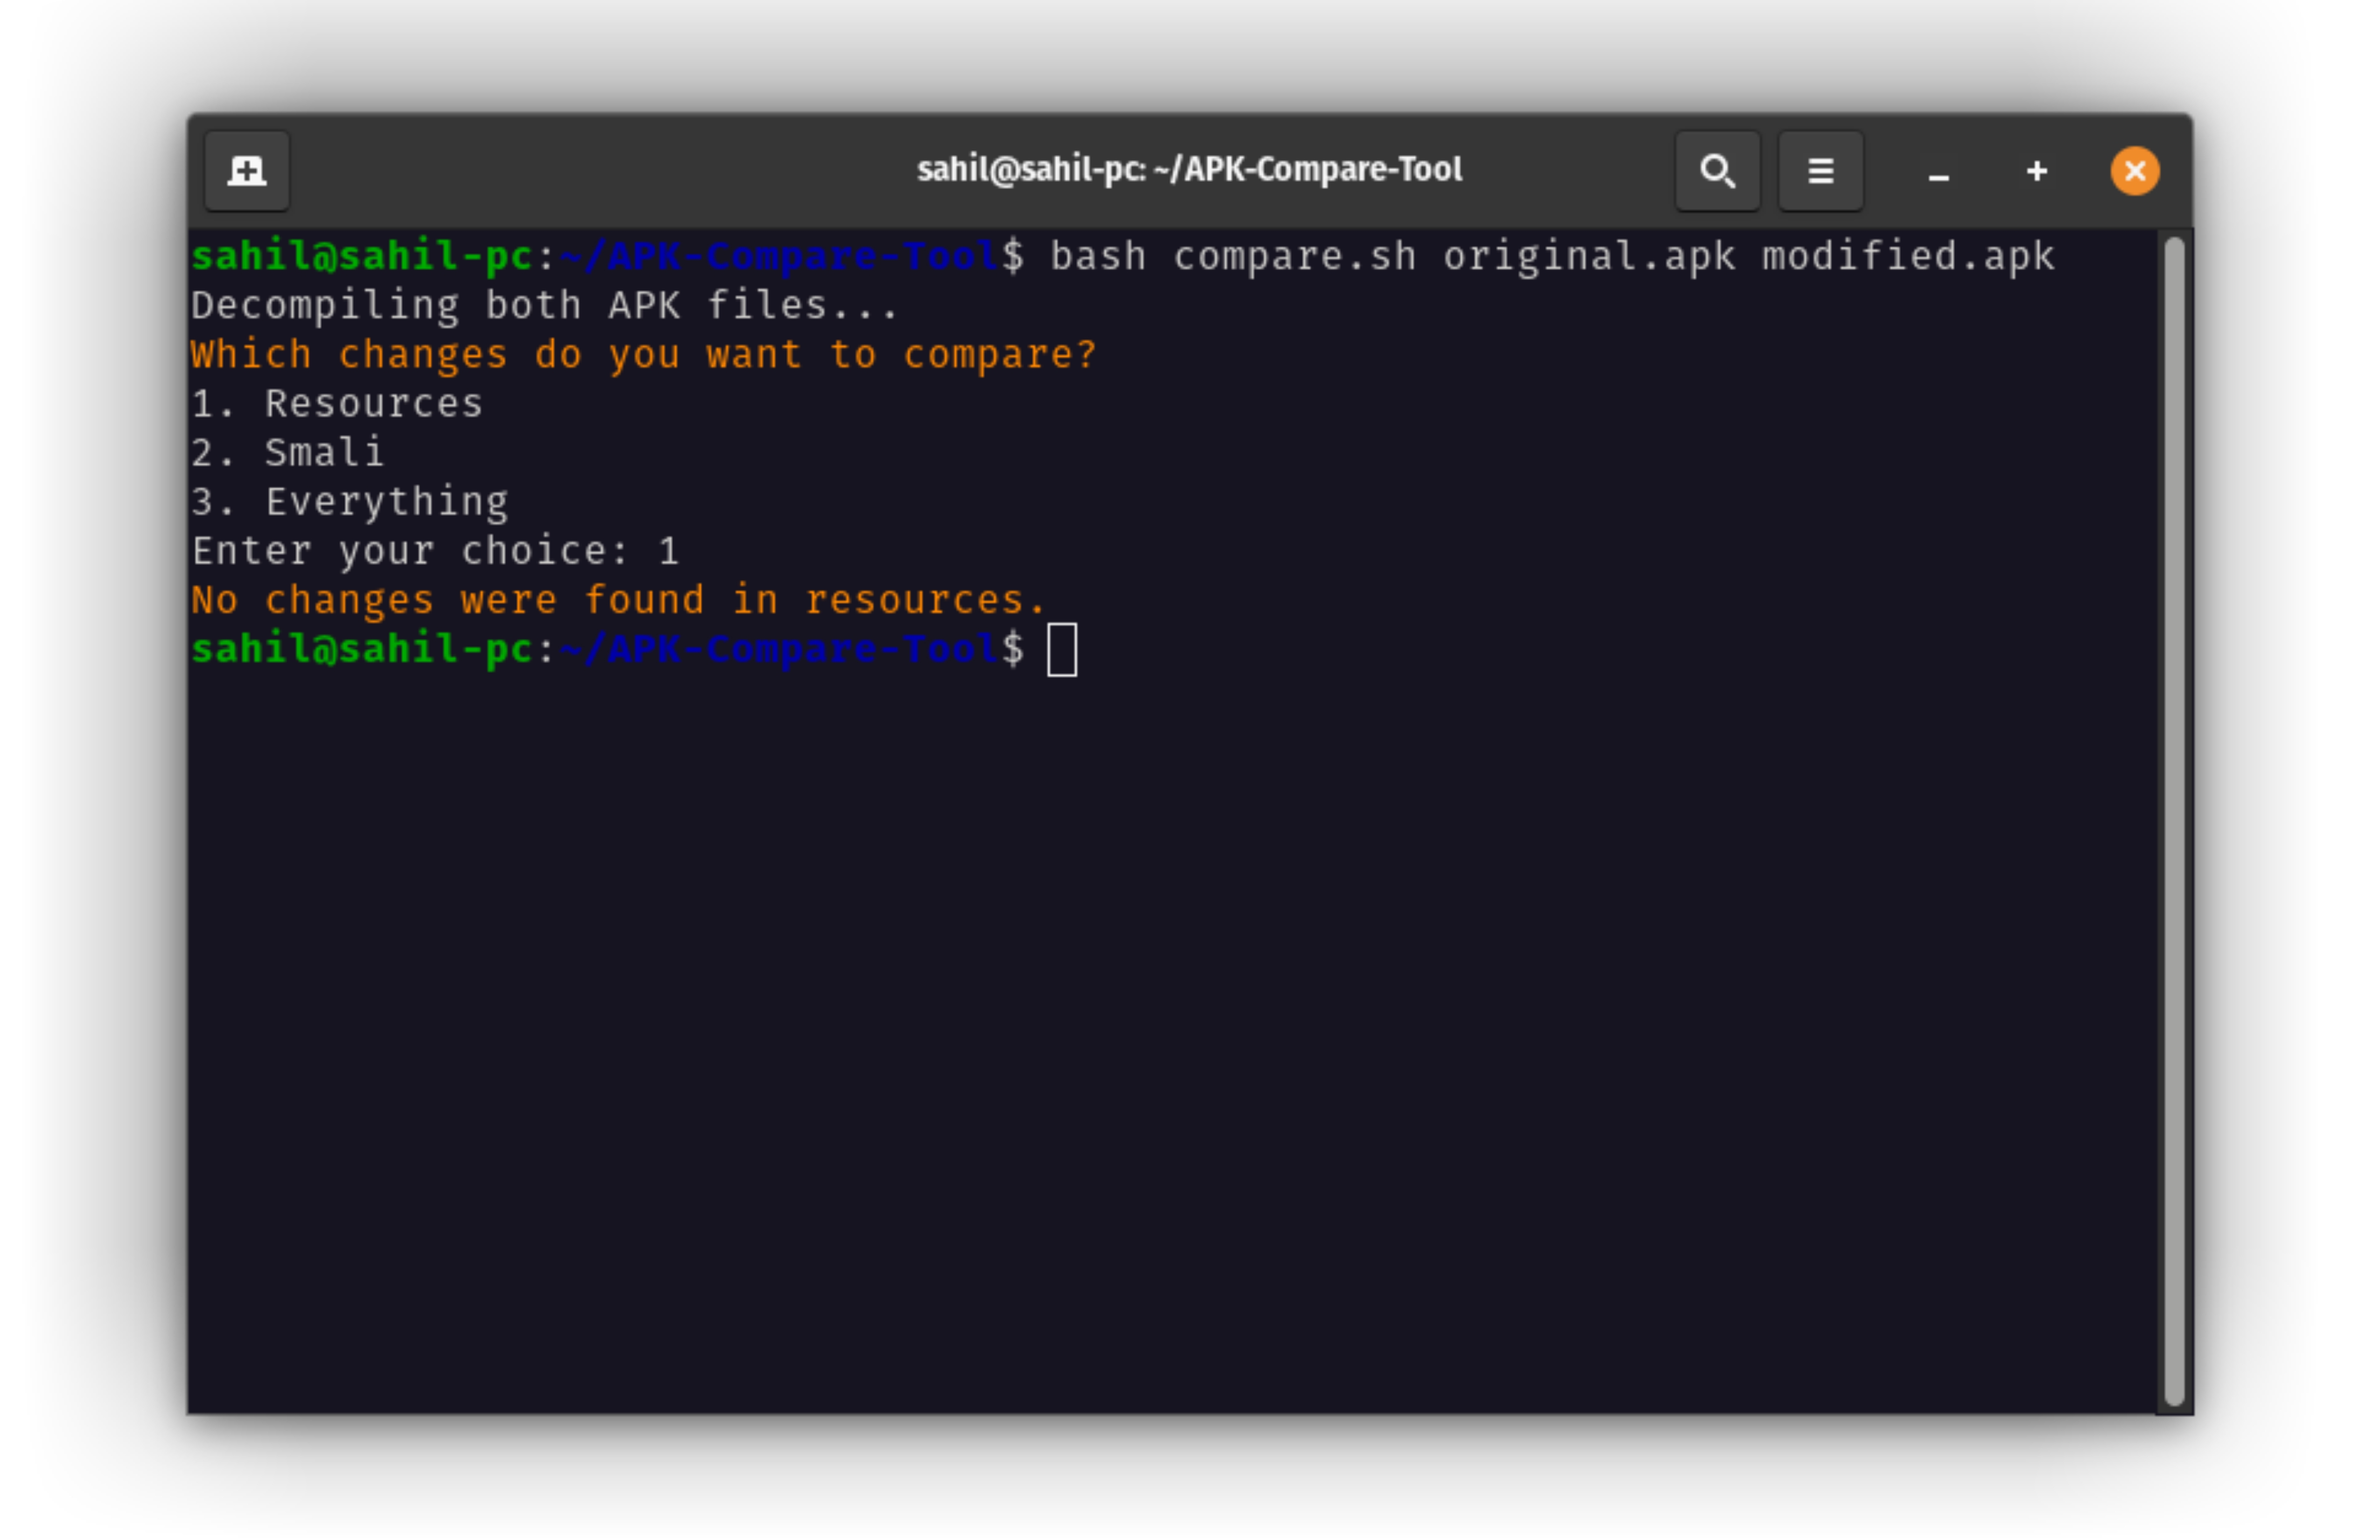 sahil@sahil-pc: ~/APK-Compare-Tool
sahil@sahil-pc:~/APK-Compare-Tool$ bash compare.sh original.apk modified.apk
Decompiling both APK files...
Which changes do you want to compare?
1. Resources
2. Smali
3. Everything
Enter your choice: 1
No changes were found in resources.
sahil@sahil-pc:~/APK-Compare-Tool$